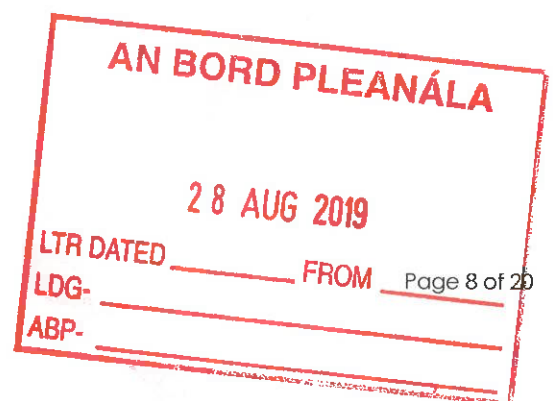 AN BORD PLEANÁLA
28 AUG 2019
LTR DATED FROM Page 8 of 20
LDG-
ABP-